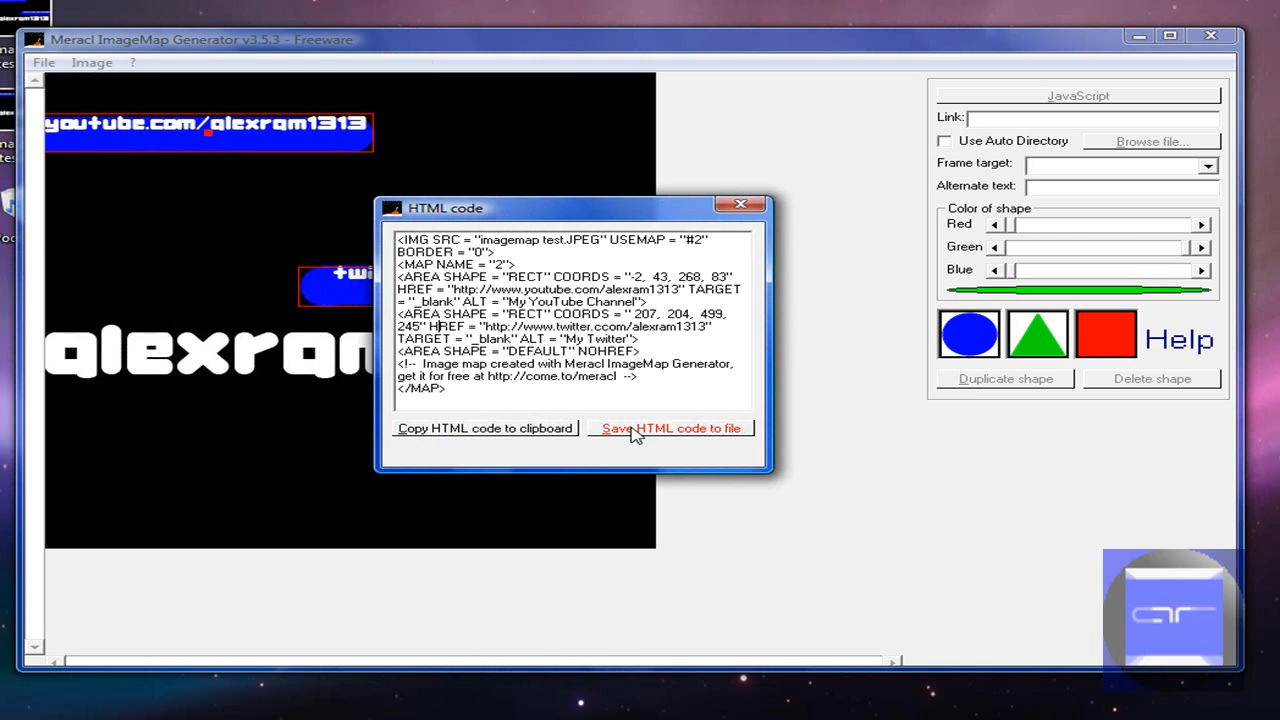 alexram1313
Meracl ImageMap Generator v3.5.3 - Freeware
File Image ?
youtube.com/alexram1313
twi
alexram
HTML code
<IMG SRC = "imagemap test.JPEG" USEMAP = "#2"
BORDER = "0">
<MAP NAME = "2">
<AREA SHAPE = "RECT" COORDS = "-2, 43, 268, 83"
HREF = "http://www.youtube.com/alexram1313" TARGET
= "_blank" ALT = "My YouTube Channel">
<AREA SHAPE = "RECT" COORDS = " 207, 204, 499,
245" HREF = "http://www.twitter.ccom/alexram1313"
TARGET = "_blank" ALT = "My Twitter">
<AREA SHAPE = "DEFAULT" NOHREF>
<!-- Image map created with Meracl ImageMap Generator,
get it for free at http://come.to/meracl -->
</MAP>
Copy HTML code to clipboard
Save HTML code to file
JavaScript
Link:
Use Auto Directory
Browse file...
Frame target:
Alternate text:
Color of shape
Red
Green
Blue
Help
Duplicate shape
Delete shape
ar